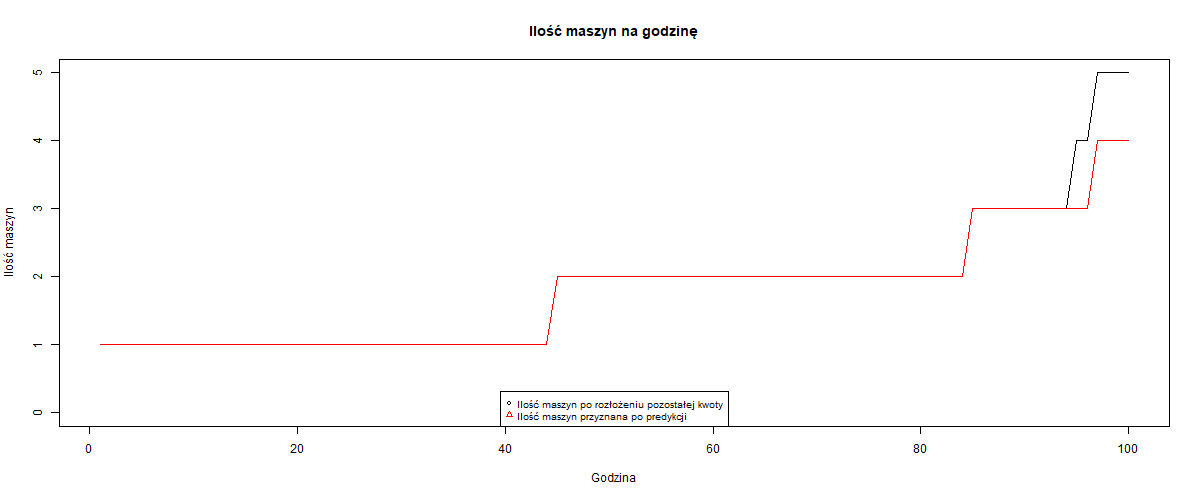 Ilość maszyn na godzinę
Ilość maszyn
5
4
3
2
1
0
Ilość maszyn po rozłożeniu pozostałej kwoty
Ilość maszyn przyznana po predykcji
0 20 40 60 80 100
Godzina